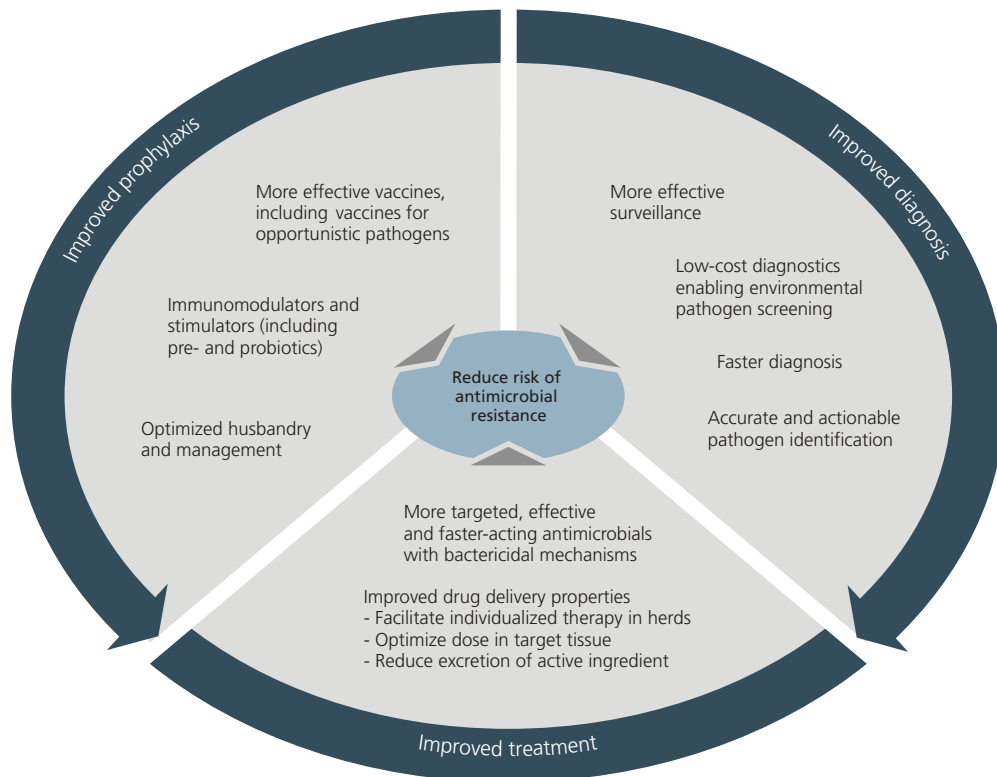 Improved prophylaxis
More effective vaccines,
including vaccines for
opportunistic pathogens
Immunomodulators and
stimulators (including
pre- and probiotics)
Optimized husbandry
and management
Improved diagnosis
More effective
surveillance
Low-cost diagnostics
enabling environmental
pathogen screening
Faster diagnosis
Accurate and actionable
pathogen identification
Reduce risk of
antimicrobial
resistance
More targeted, effective
and faster-acting antimicrobials
with bactericidal mechanisms
Improved drug delivery properties
- Facilitate individualized therapy in herds
- Optimize dose in target tissue
- Reduce excretion of active ingredient
Improved treatment